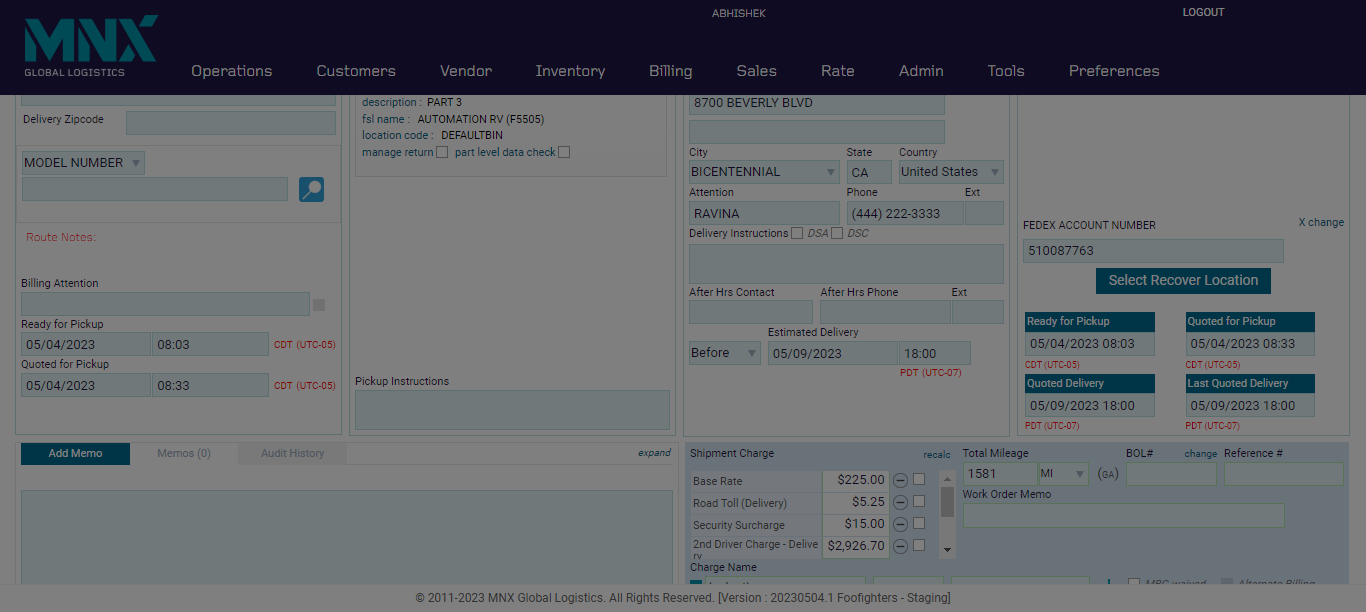 ABHISHEK
LOGOUT
MNX
GLOBAL LOGISTICS
Operations Customers Vendor Inventory Billing Sales Rate Admin Tools Preferences
Delivery Zipcode
MODEL NUMBER
Route Notes:
Billing Attention
Ready for Pickup
05/04/2023 08:03 CDT (UTC-05)
Quoted for Pickup
05/04/2023 08:33 CDT (UTC-05)
description : PART 3
fsl name : AUTOMATION RV (F5505)
location code : DEFAULTBIN
manage return part level data check
Pickup Instructions
8700 BEVERLY BLVD
City State Country
BICENTENNIAL CA United States
Attention Phone Ext
RAVINA (444) 222-3333
Delivery Instructions DSA DSC
After Hrs Contact After Hrs Phone Ext
Estimated Delivery
Before 05/09/2023 18:00
PDT (UTC-07)
X change
FEDEX ACCOUNT NUMBER
510087763
Select Recover Location
Ready for Pickup Quoted for Pickup
05/04/2023 08:03 05/04/2023 08:33
CDT (UTC-05) CDT (UTC-05)
Quoted Delivery Last Quoted Delivery
05/09/2023 18:00 05/09/2023 18:00
PDT (UTC-07) PDT (UTC-07)
Add Memo Memos (0) Audit History expand
Shipment Charge recalc
Base Rate $225.00
Road Toll (Delivery) $5.25
Security Surcharge $15.00
2nd Driver Charge - Delive
ry
$2,926.70
Charge Name
Total Mileage BOL# change Reference #
1581 MI (GA)
Work Order Memo
MBG waived Alternate Billing
© 2011-2023 MNX Global Logistics. All Rights Reserved. [Version : 20230504.1 Foofighters - Staging]